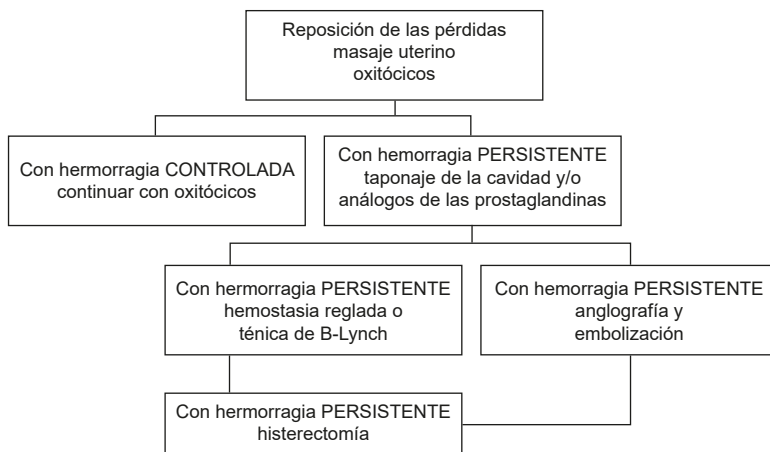 Reposición de las pérdidas
masaje uterino
oxitócicos
Con hermorragia CONTROLADA
continuar con oxitócicos
Con hemorragia PERSISTENTE
taponaje de la cavidad y/o
análogos de las prostaglandinas
Con hermorragia PERSISTENTE
hemostasia reglada o
ténica de B-Lynch
Con hemorragia PERSISTENTE
anglografía y
embolización
Con hermorragia PERSISTENTE
histerectomía